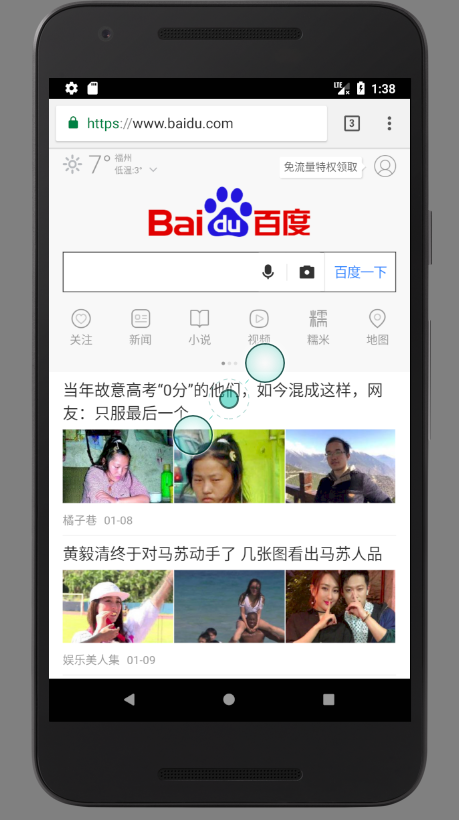 LTE 1:38
https://www.baidu.com 3
7° 福州
低温:3°
免流量特权领取
Bai du 百度
百度一下
关注 新闻 小说 视频 糯米 地图
糯
当年故意高考“0分”的他们，如今混成这样，网
友：只服最后一个
橘子巷 01-08
黄毅清终于对马苏动手了 几张图看出马苏人品
娱乐美人集 01-09